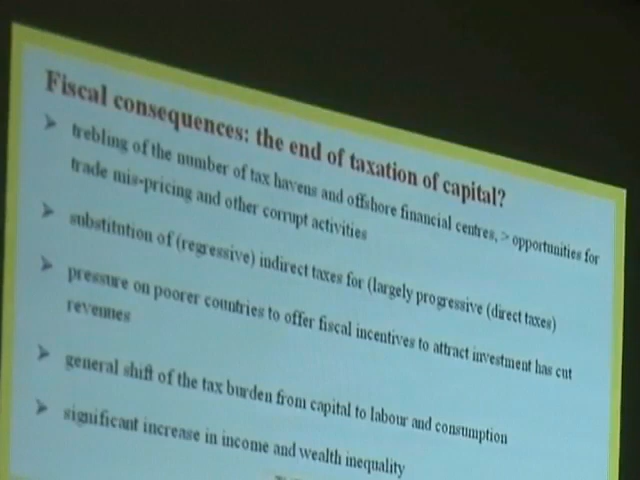 Fiscal consequences: the end of taxation of capital?
➢ trebling of the number of tax havens and offshore financial centres, > opportunities for
trade mis-pricing and other corrupt activities
➢ substitution of (regressive) indirect taxes for (largely progressive (direct taxes)
➢ pressure on poorer countries to offer fiscal incentives to attract investment has cut
revenues
➢ general shift of the tax burden from capital to labour and consumption
➢ significant increase in income and wealth inequality